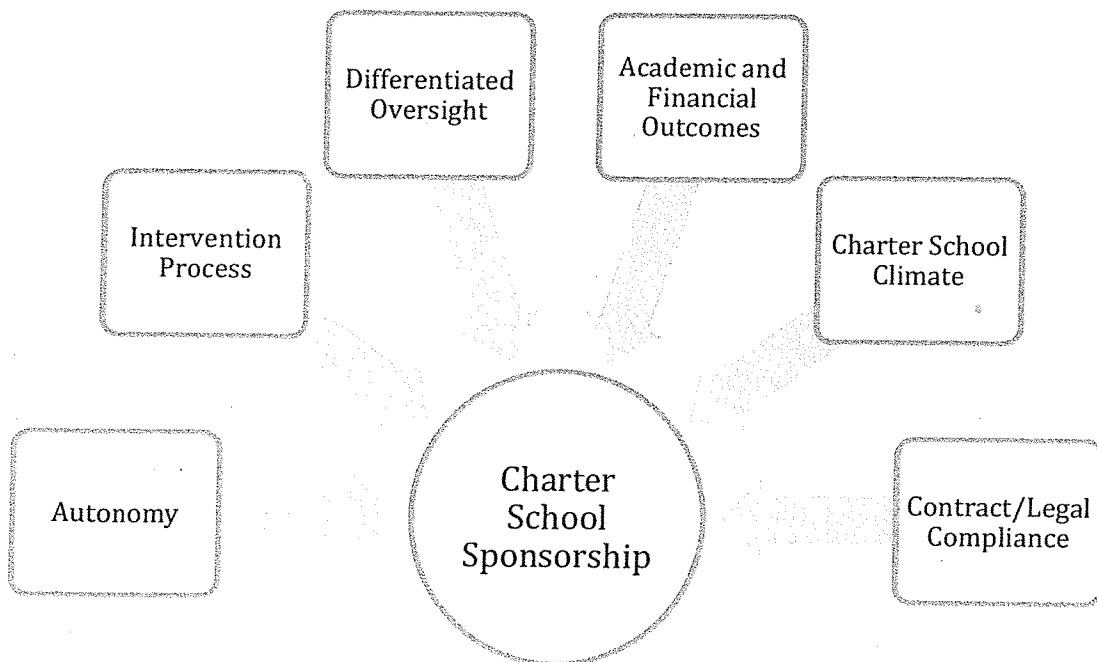 Differentiated
Oversight
Academic and
Financial
Outcomes
Intervention
Process
Charter School
Climate
Autonomy
Charter
School
Sponsorship
Contract/Legal
Compliance